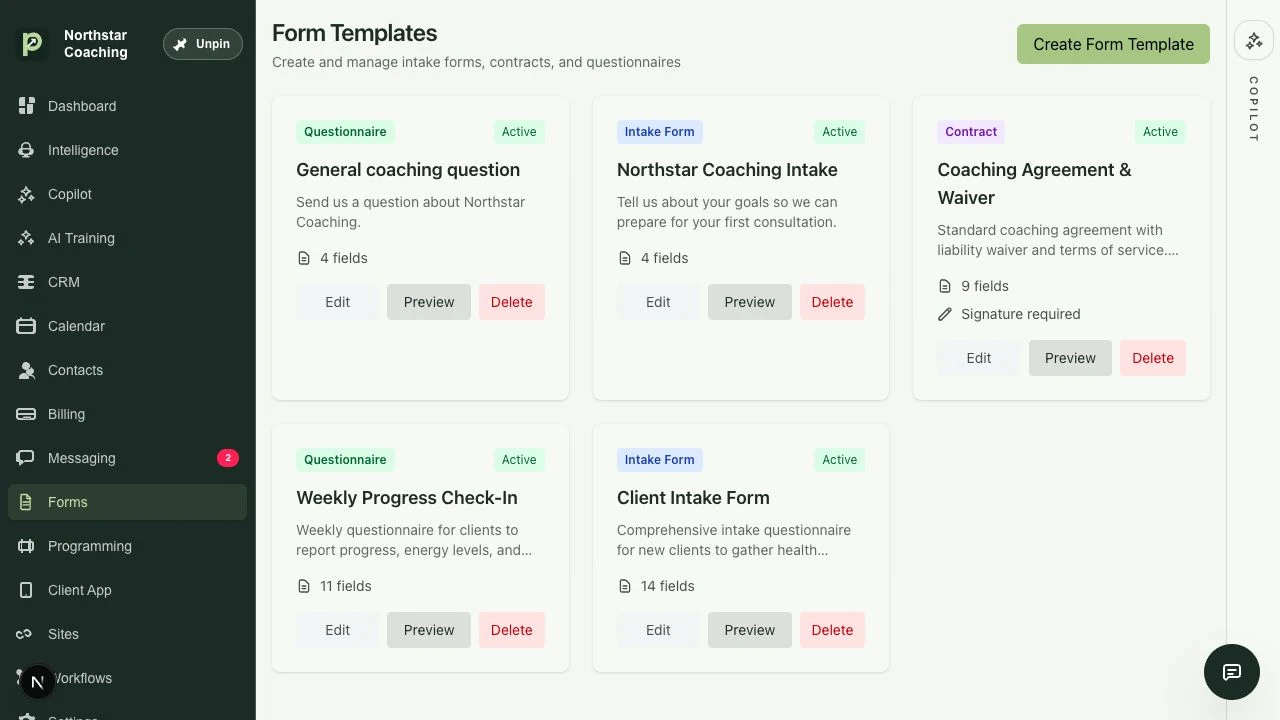 Northstar
Coaching
Unpin
Dashboard
Intelligence
Copilot
AI Training
CRM
Calendar
Contacts
Billing
Messaging
2
Forms
Programming
Client App
Sites
Workflows
Settings
N
Form Templates
Create and manage intake forms, contracts, and questionnaires
Create Form Template
COPILOT
Questionnaire
Active
General coaching question
Send us a question about Northstar
Coaching.
4 fields
Edit
Preview
Delete
Intake Form
Active
Northstar Coaching Intake
Tell us about your goals so we can
prepare for your first consultation.
4 fields
Edit
Preview
Delete
Contract
Active
Coaching Agreement &
Waiver
Standard coaching agreement with
liability waiver and terms of service....
9 fields
Signature required
Edit
Preview
Delete
Questionnaire
Active
Weekly Progress Check-In
Weekly questionnaire for clients to
report progress, energy levels, and...
11 fields
Edit
Preview
Delete
Intake Form
Active
Client Intake Form
Comprehensive intake questionnaire
for new clients to gather health...
14 fields
Edit
Preview
Delete